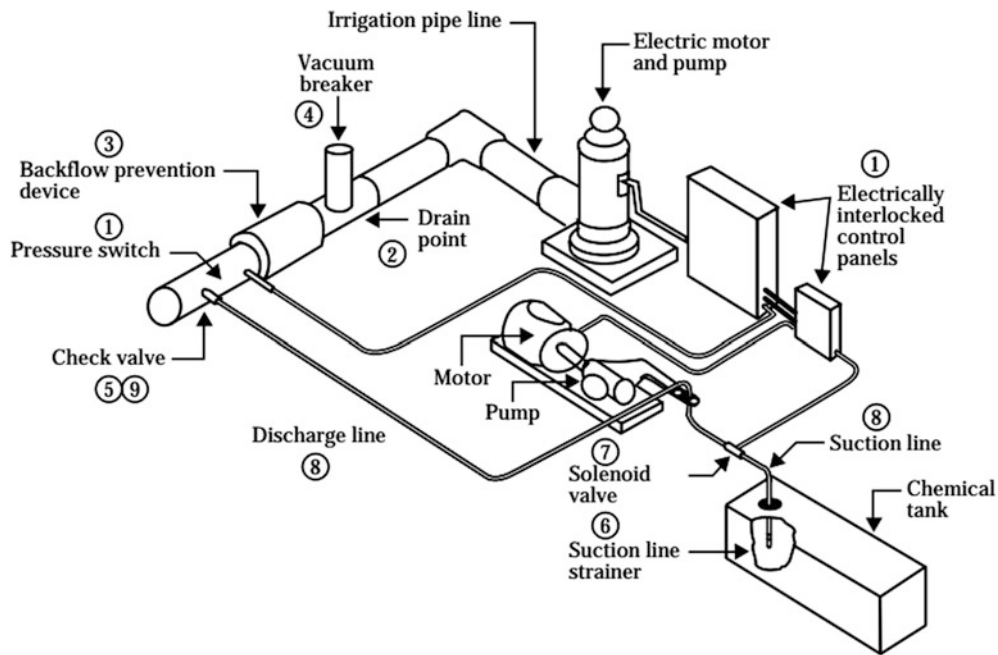 Irrigation pipe line
Electric motor
and pump
Vacuum
breaker
④
③
Backflow prevention
device
①
Electrically
interlocked
control
panels
①
Pressure switch
Drain
point
②
Check valve
⑤⑨
Motor
Pump
Discharge line
⑧
⑦
Solenoid
valve
⑧
Suction line
Chemical
tank
⑥
Suction line
strainer